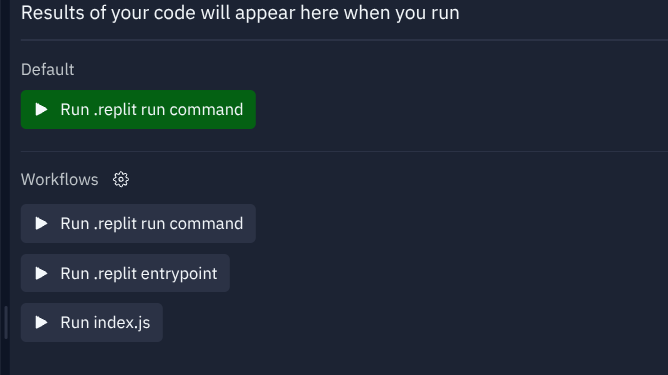 Results of your code will appear here when you run
Default
Run .replit run command
Workflows
Run .replit run command
Run .replit entrypoint
Run index.js